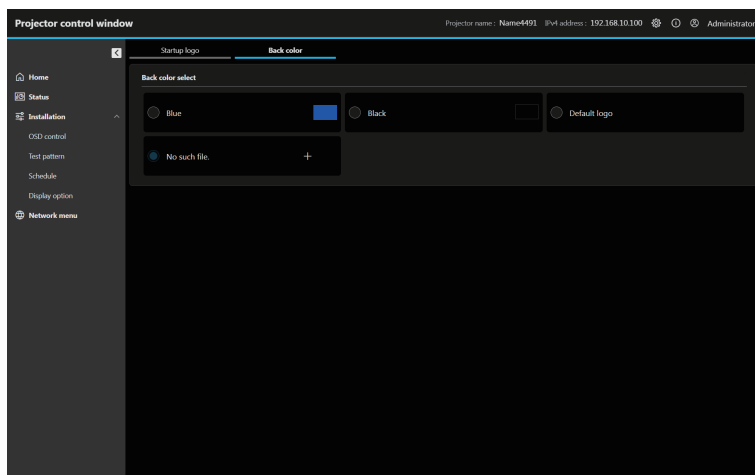 Projector control window
Projector name : Name4491 IPv4 address : 192.168.10.100 Administrator
Startup logo Back color
Home
Status
Installation
OSD control
Test pattern
Schedule
Display option
Network menu
Back color select
Blue Black Default logo
No such file. +